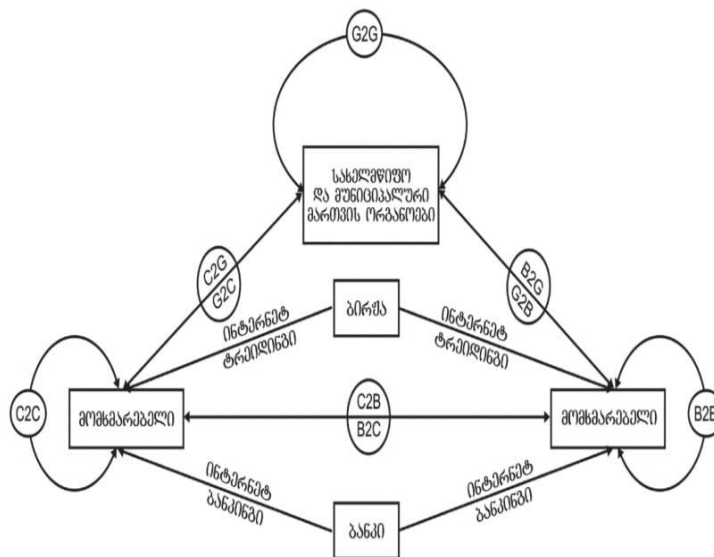 G2G
სახელმწიფო
და მუნიციპალური
მართვის ორგანოები
C2G
G2C
B2G
G2B
ბირჟა
ინტერნეტ
ტრეიდინგი
ინტერნეტ
ტრეიდინგი
C2C
მომხმარებელი
C2B
B2C
მომხმარებელი
B2B
ინტერნეტ
ბანკინგი
ინტერნეტ
ბანკინგი
ბანკი